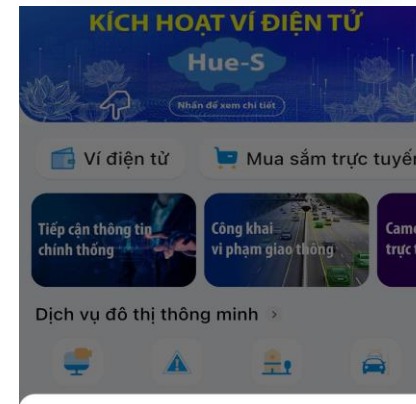 KÍCH HOẠT VÍ ĐIỆN TỬ
Hue-S
Nhấn để xem chi tiết
Ví điện tử
Mua sắm trực tuyến
Tiếp cận thông tin
chính thống
Công khai
vi phạm giao thông
Dịch vụ đô thị thông minh